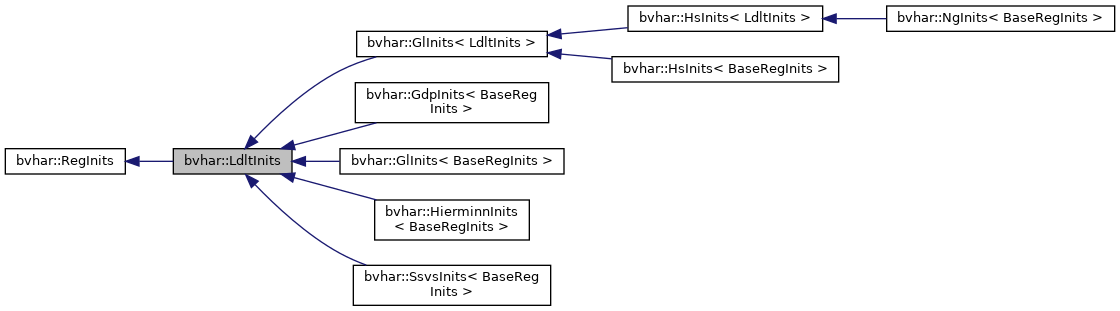 bvhar::HsInits< LdltInits >
bvhar::NgInits< BaseRegInits >
bvhar::GlInits< LdltInits >
bvhar::HsInits< BaseRegInits >
bvhar::GdpInits< BaseReg
Inits >
bvhar::RegInits
bvhar::LdltInits
bvhar::GlInits< BaseRegInits >
bvhar::HierminnInits
< BaseRegInits >
bvhar::SsvsInits< BaseReg
Inits >